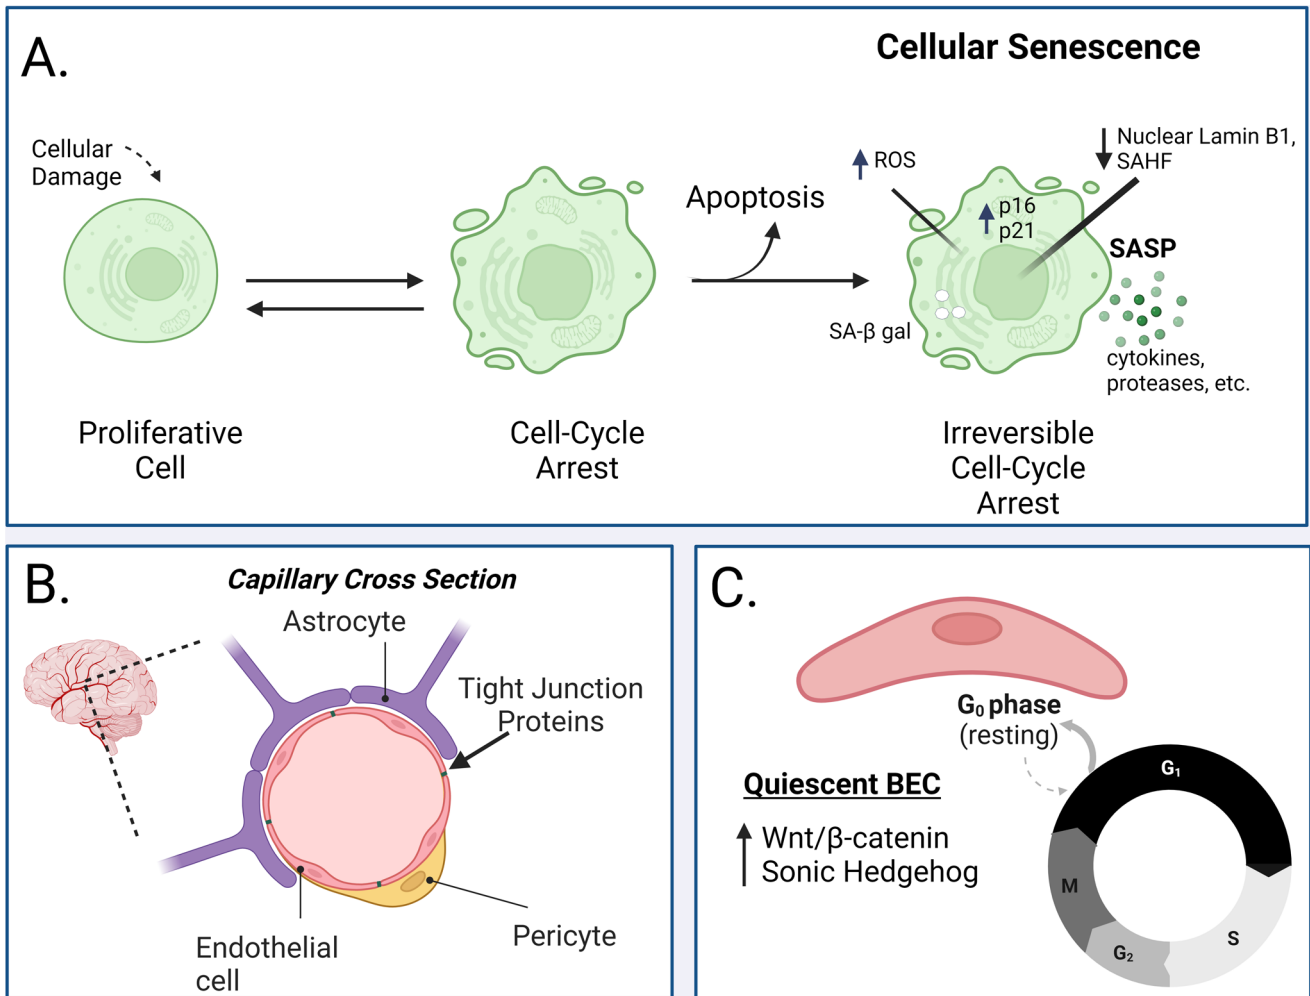 A.
Cellular Senescence
Cellular
Damage
Apoptosis
ROS
p16
p21
Nuclear Lamin B1,
SAHF
SASP
SA-β gal
cytokines,
proteases, etc.
Proliferative
Cell
Cell-Cycle
Arrest
Irreversible
Cell-Cycle
Arrest
B.
Capillary Cross Section
Astrocyte
Tight Junction
Proteins
Endothelial
cell
Pericyte
C.
G₀ phase
(resting)
Quiescent BEC
Wnt/β-catenin
Sonic Hedgehog
G₁
M
G₂
S